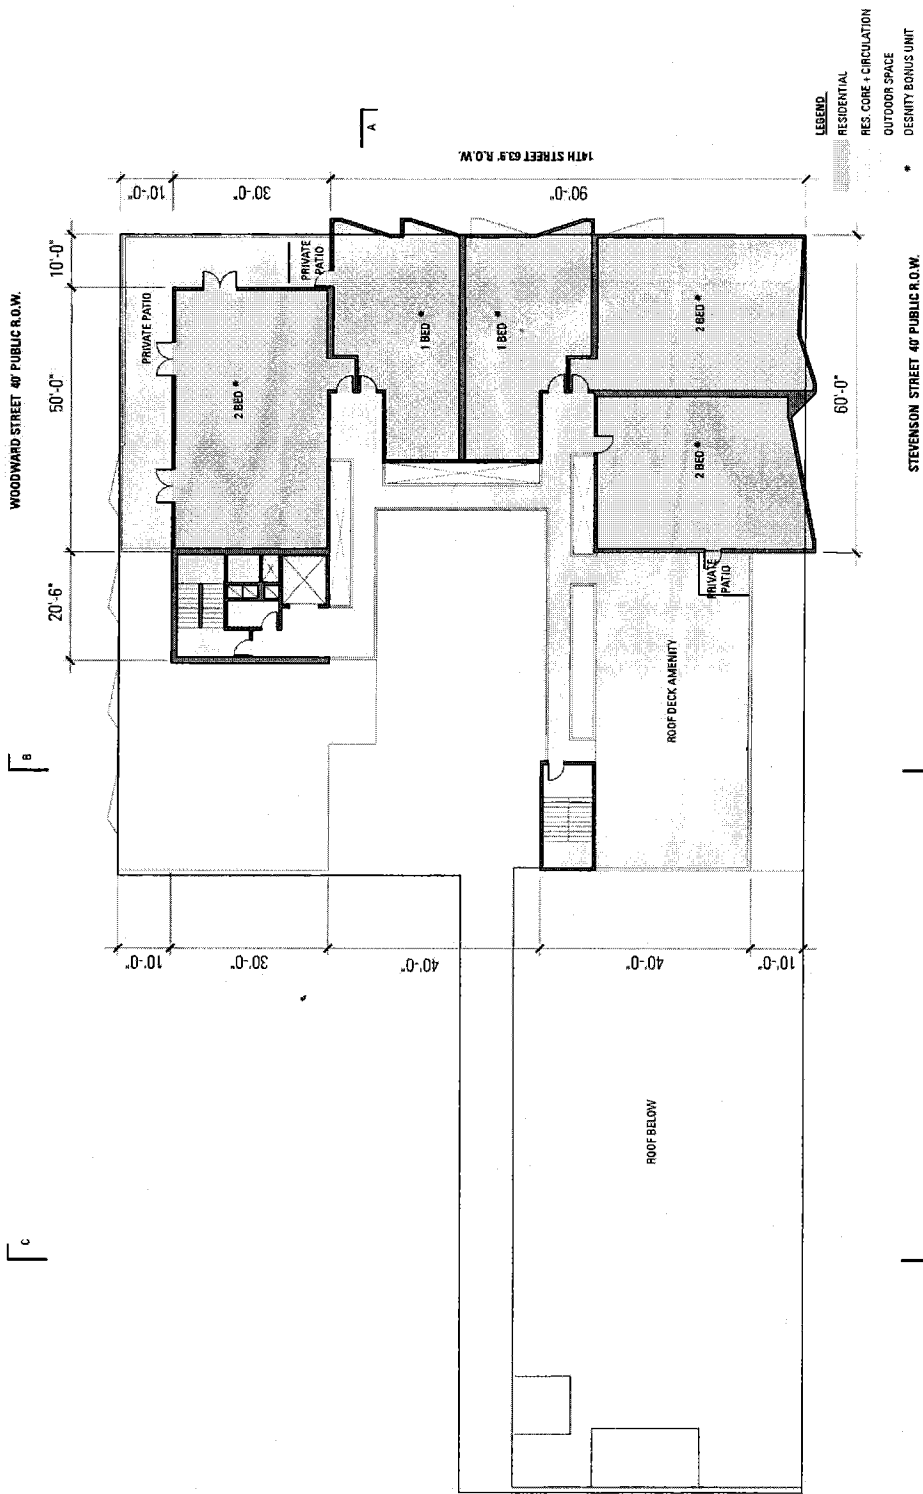 WOODWARD STREET 40' PUBLIC R.O.W.
20'-6"
50'-0"
10'-0"
10'-0"
30'-0"
90'-0"
14TH STREET 63.9' R.O.W.
A
B
C
PRIVATE PATIO
PRIVATE
PATIO
2 BED *
1 BED *
1 BED *
2 BED *
2 BED *
PRIVATE
PATIO
ROOF DECK AMENITY
10'-0"
30'-0"
40'-0"
40'-0"
10'-0"
ROOF BELOW
60'-0"
STEVENSON STREET 40' PUBLIC R.O.W.
LEGEND
RESIDENTIAL
RES. CORE + CIRCULATION
OUTDOOR SPACE
* DESNITY BONUS UNIT